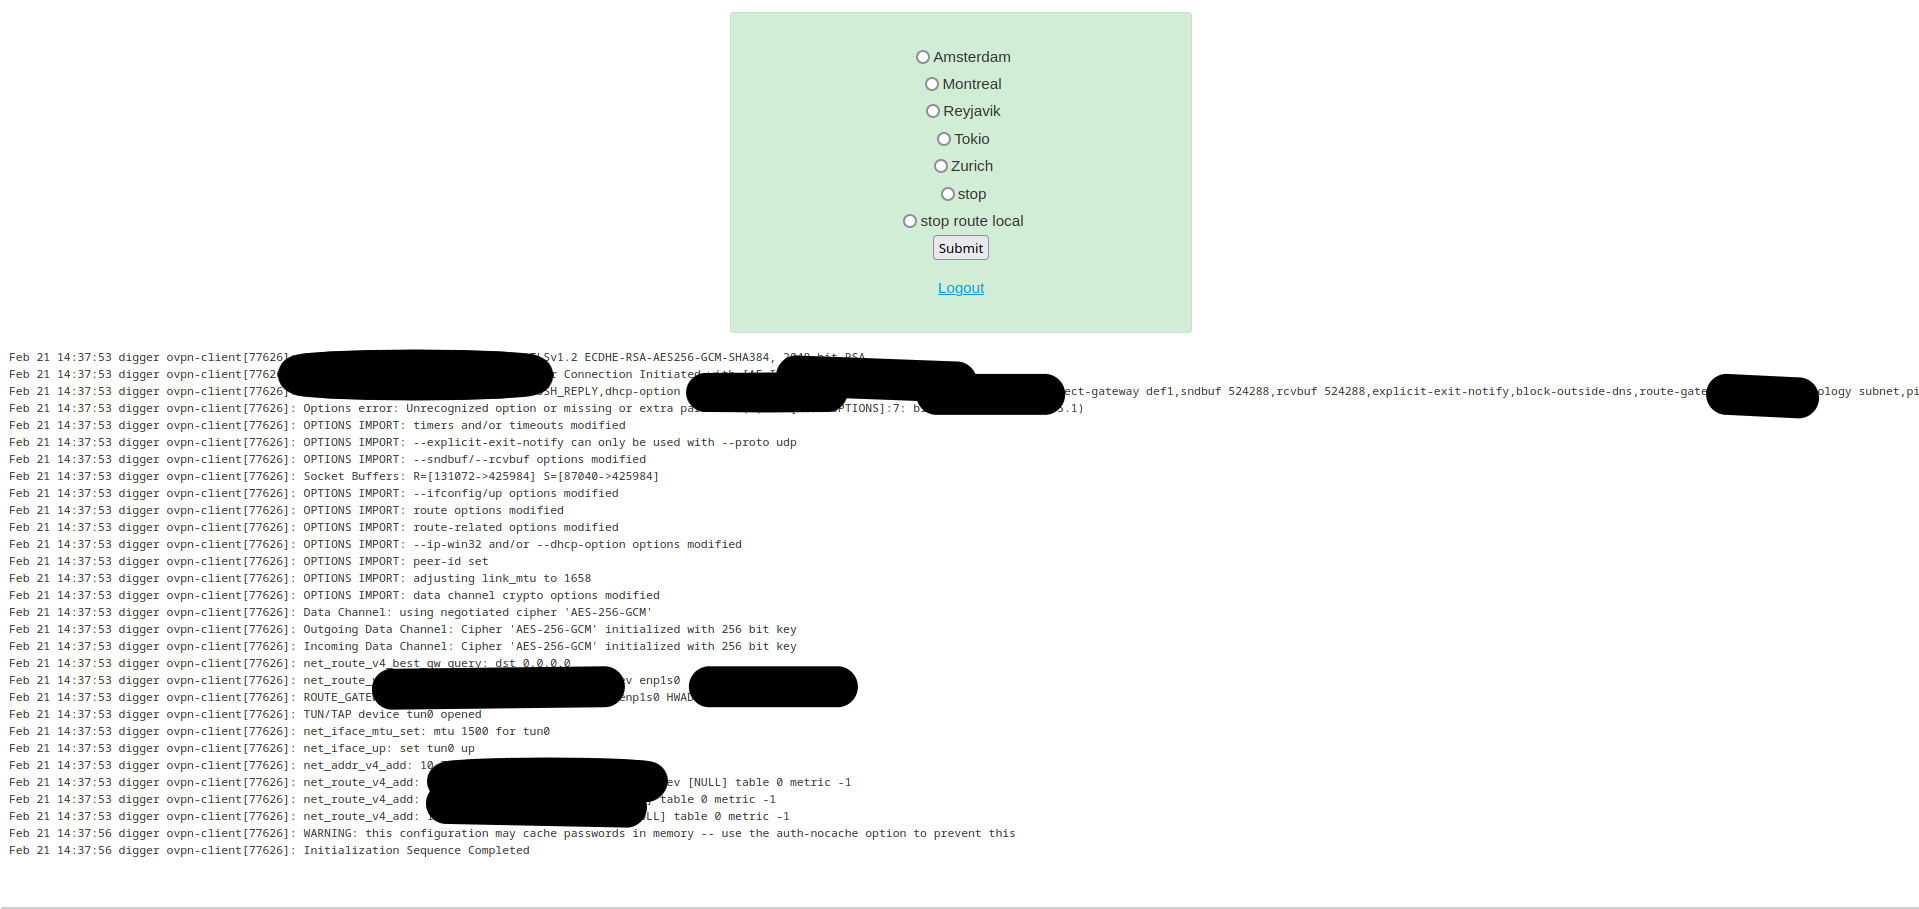 Amsterdam
Montreal
Reyjavik
Tokio
Zurich
stop
stop route local
Submit
Logout
Feb 21 14:37:53 digger ovpn-client[77626] v1.2 ECDHE-RSA-AES256-GCM-SHA384, 2048 bit RSA
Feb 21 14:37:53 digger ovpn-client[7762 Connection Initiated with
Feb 21 14:37:53 digger ovpn-client[77626] SH_REPLY,dhcp-option ect-gateway def1,sndbuf 524288,rcvbuf 524288,explicit-exit-notify,block-outside-dns,route-gate ology subnet,pi
Feb 21 14:37:53 digger ovpn-client[77626]: Options error: Unrecognized option or missing or extra pa OPTIONS]:7: b .1)
Feb 21 14:37:53 digger ovpn-client[77626]: OPTIONS IMPORT: timers and/or timeouts modified
Feb 21 14:37:53 digger ovpn-client[77626]: OPTIONS IMPORT: --explicit-exit-notify can only be used with --proto udp
Feb 21 14:37:53 digger ovpn-client[77626]: OPTIONS IMPORT: --sndbuf/--rcvbuf options modified
Feb 21 14:37:53 digger ovpn-client[77626]: Socket Buffers: R=[131072->425984] S=[87040->425984]
Feb 21 14:37:53 digger ovpn-client[77626]: OPTIONS IMPORT: --ifconfig/up options modified
Feb 21 14:37:53 digger ovpn-client[77626]: OPTIONS IMPORT: route options modified
Feb 21 14:37:53 digger ovpn-client[77626]: OPTIONS IMPORT: route-related options modified
Feb 21 14:37:53 digger ovpn-client[77626]: OPTIONS IMPORT: --ip-win32 and/or --dhcp-option options modified
Feb 21 14:37:53 digger ovpn-client[77626]: OPTIONS IMPORT: peer-id set
Feb 21 14:37:53 digger ovpn-client[77626]: OPTIONS IMPORT: adjusting link_mtu to 1658
Feb 21 14:37:53 digger ovpn-client[77626]: OPTIONS IMPORT: data channel crypto options modified
Feb 21 14:37:53 digger ovpn-client[77626]: Data Channel: using negotiated cipher 'AES-256-GCM'
Feb 21 14:37:53 digger ovpn-client[77626]: Outgoing Data Channel: Cipher 'AES-256-GCM' initialized with 256 bit key
Feb 21 14:37:53 digger ovpn-client[77626]: Incoming Data Channel: Cipher 'AES-256-GCM' initialized with 256 bit key
Feb 21 14:37:53 digger ovpn-client[77626]: net_route_v4_best_gw query: dst 0.0.0.0
Feb 21 14:37:53 digger ovpn-client[77626]: net_route_ v enp1s0
Feb 21 14:37:53 digger ovpn-client[77626]: ROUTE_GATE enp1s0 HWAD
Feb 21 14:37:53 digger ovpn-client[77626]: TUN/TAP device tun0 opened
Feb 21 14:37:53 digger ovpn-client[77626]: net_iface_mtu_set: mtu 1500 for tun0
Feb 21 14:37:53 digger ovpn-client[77626]: net_iface_up: set tun0 up
Feb 21 14:37:53 digger ovpn-client[77626]: net_addr_v4_add: 10
Feb 21 14:37:53 digger ovpn-client[77626]: net_route_v4_add: ev [NULL] table 0 metric -1
Feb 21 14:37:53 digger ovpn-client[77626]: net_route_v4_add: ] table 0 metric -1
Feb 21 14:37:53 digger ovpn-client[77626]: net_route_v4_add: LL] table 0 metric -1
Feb 21 14:37:56 digger ovpn-client[77626]: WARNING: this configuration may cache passwords in memory -- use the auth-nocache option to prevent this
Feb 21 14:37:56 digger ovpn-client[77626]: Initialization Sequence Completed